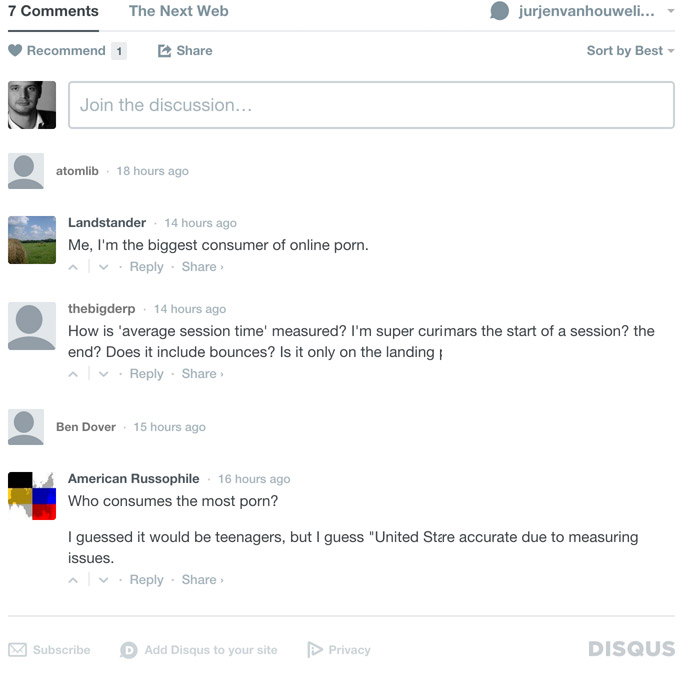 7 Comments The Next Web jurjenvanhouweli...
Recommend 1 Share Sort by Best
Join the discussion...
atomlib · 18 hours ago
Landstander · 14 hours ago
Me, I'm the biggest consumer of online porn.
Reply · Share ›
thebigderp · 14 hours ago
How is 'average session time' measured? I'm super curimars the start of a session? the
end? Does it include bounces? Is it only on the landing
Reply · Share ›
Ben Dover · 15 hours ago
American Russophile · 16 hours ago
Who consumes the most porn?
I guessed it would be teenagers, but I guess "United Stare accurate due to measuring
issues.
Reply · Share ›
Subscribe Add Disqus to your site Privacy DISQUS